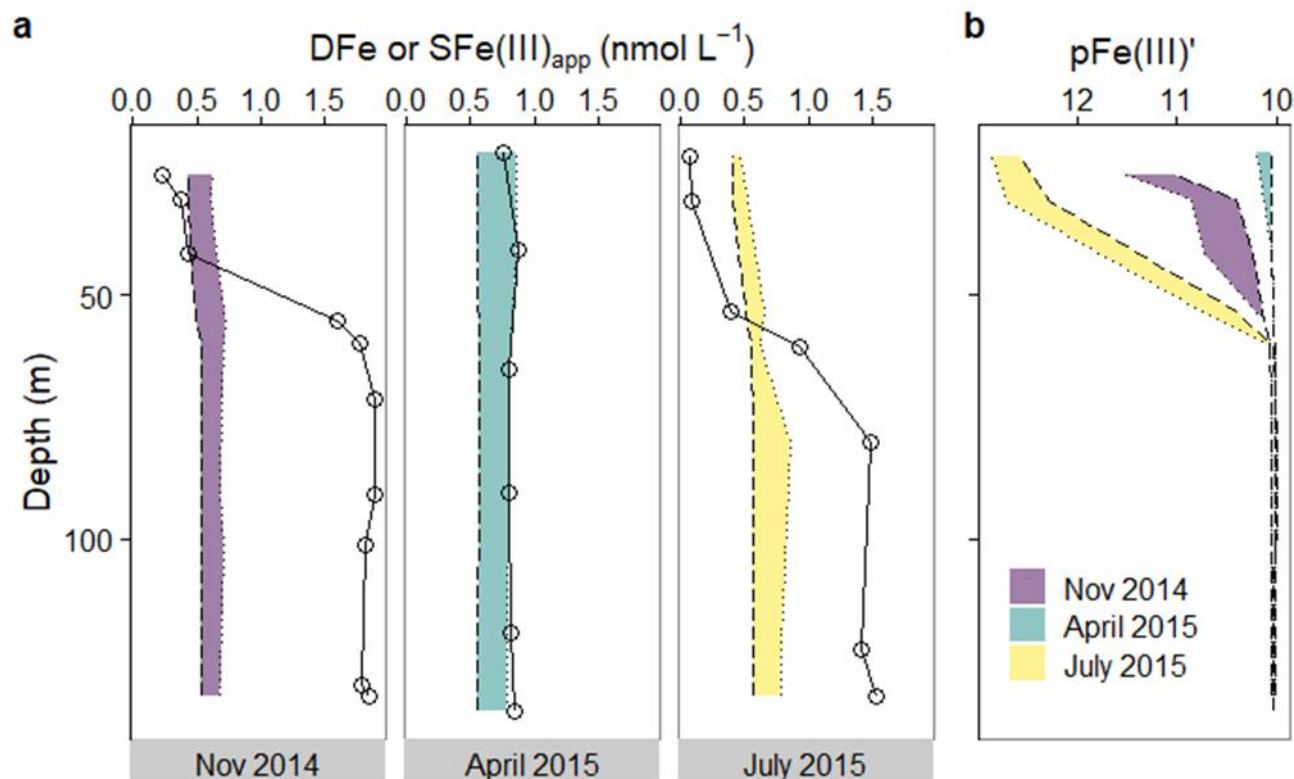 a
DFe or SFe(III)app (nmol L⁻¹)
0.0 0.5 1.0 1.5 0.0 0.5 1.0 1.5 0.0 0.5 1.0 1.5
Depth (m)
50
100
Nov 2014 April 2015 July 2015
b
pFe(III)'
12 11 10
Nov 2014
April 2015
July 2015